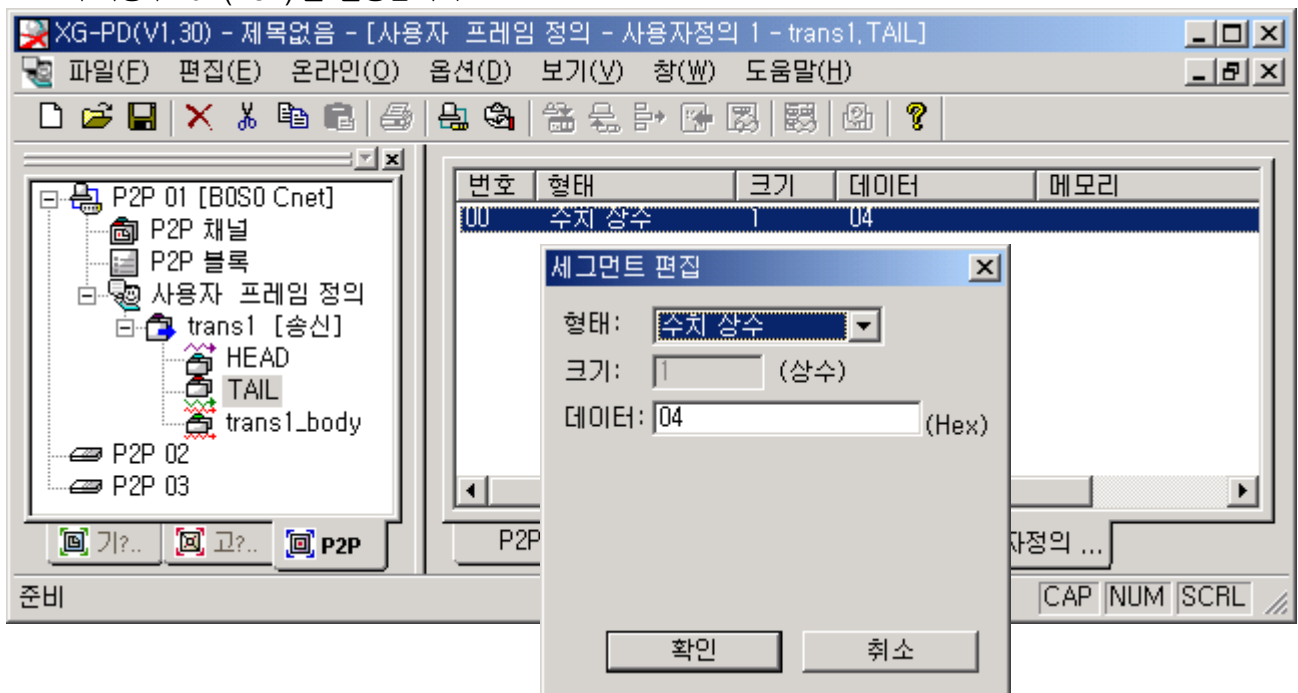 XG-PD(V1,30) - 제목없음 - [사용자 프레임 정의 - 사용자정의 1 - trans1,TAIL]
파일(F) 편집(E) 온라인(O) 옵션(D) 보기(V) 창(W) 도움말(H)
P2P 01 [B0S0 Cnet]
P2P 채널
P2P 블록
사용자 프레임 정의
trans1 [송신]
HEAD
TAIL
trans1_body
P2P 02
P2P 03
기?.. 고?.. P2P
번호 형태 크기 데이터 메모리
00 수치 상수 1 04
세그먼트 편집
형태: 수치 상수
크기: 1 (상수)
데이터: 04 (Hex)
확인 취소
P2P
자정의 ...
준비
CAP NUM SCRL